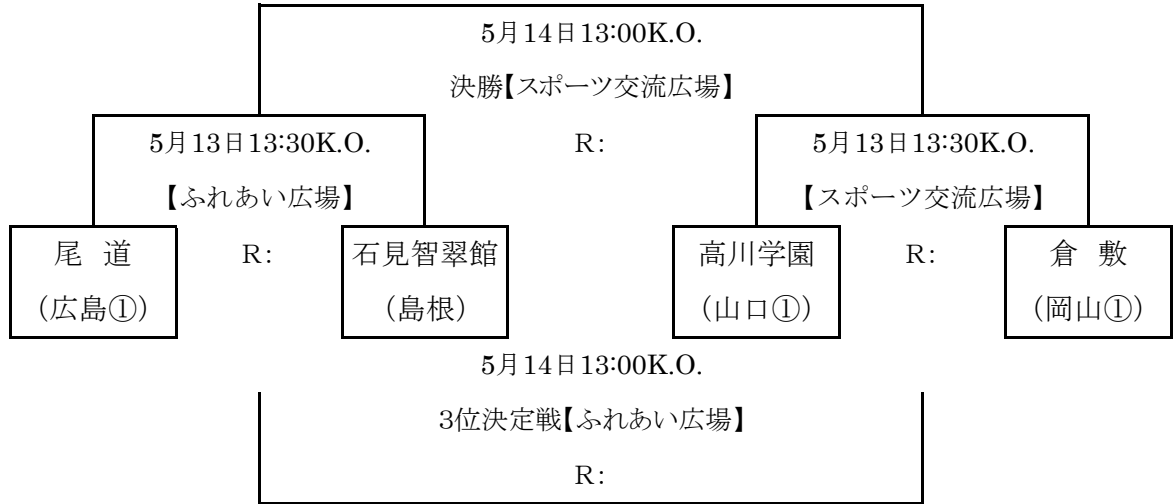 5月14日13:00K.O.
決勝【スポーツ交流広場】
5月13日13:30K.O.
R:
5月13日13:30K.O.
【ふれあい広場】
【スポーツ交流広場】
尾 道
R:
石見智翠館
高川学園
R:
倉 敷
(広島①)
(島根)
(山口①)
(岡山①)
5月14日13:00K.O.
3位決定戦【ふれあい広場】
R: